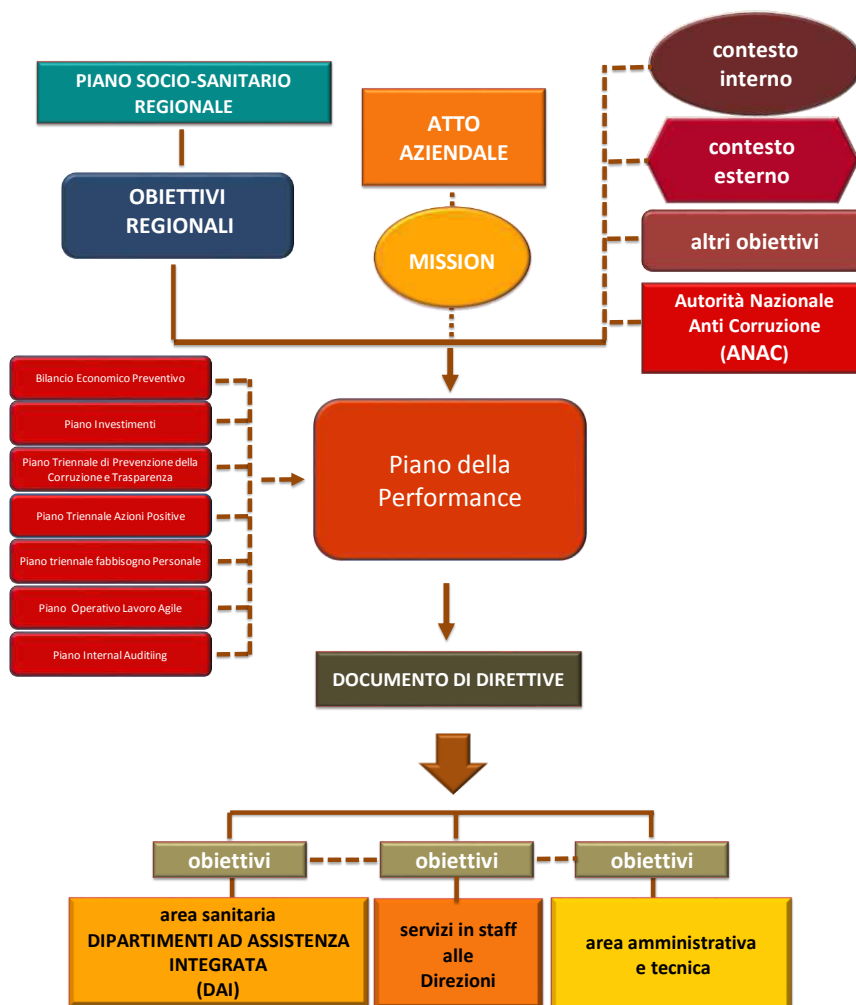 PIANO SOCIO-SANITARIO
REGIONALE
OBIETTIVI
REGIONALI
ATTO
AZIENDALE
MISSION
contesto
interno
contesto
esterno
altri obiettivi
Autorità Nazionale
Anti Corruzione
(ANAC)
Bilancio Economico Preventivo
Piano Investimenti
Piano Triennale di Prevenzione della
Corruzione e Trasparenza
Piano Triennale Azioni Positive
Piano triennale fabbisogno Personale
Piano Operativo Lavoro Agile
Piano Internal Auditiing
Piano della
Performance
DOCUMENTO DI DIRETTIVE
obiettivi
obiettivi
obiettivi
area sanitaria
DIPARTIMENTI AD ASSISTENZA
INTEGRATA
(DAI)
servizi in staff
alle
Direzioni
area amministrativa
e tecnica